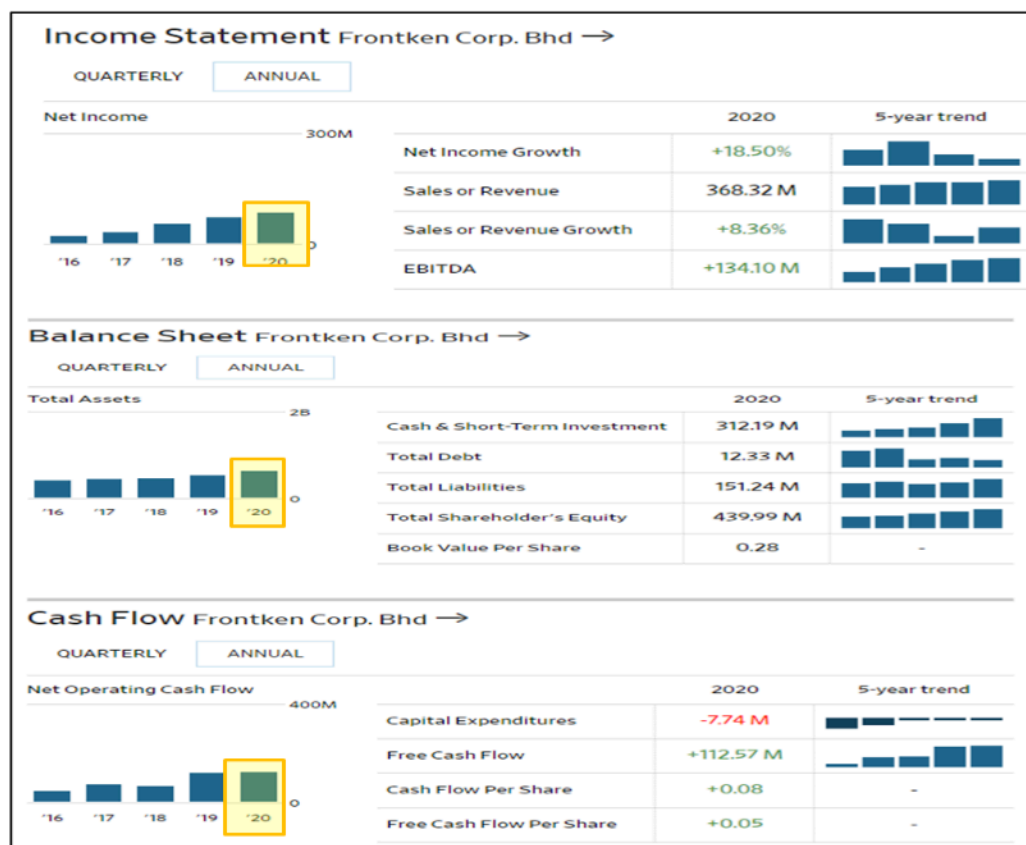 Income Statement Frontken Corp. Bhd →
QUARTERLY ANNUAL
Net Income 2020 5-year trend
300M
Net Income Growth +18.50%
Sales or Revenue 368.32 M
Sales or Revenue Growth +8.36%
0
'16 '17 '18 '19 '20
EBITDA +134.10 M
Balance Sheet Frontken Corp. Bhd →
QUARTERLY ANNUAL
Total Assets 2020 5-year trend
2B
Cash & Short-Term Investment 312.19 M
Total Debt 12.33 M
Total Liabilities 151.24 M
0
'16 '17 '18 '19 '20
Total Shareholder's Equity 439.99 M
Book Value Per Share 0.28 -
Cash Flow Frontken Corp. Bhd →
QUARTERLY ANNUAL
Net Operating Cash Flow 2020 5-year trend
400M
Capital Expenditures -7.74 M
Free Cash Flow +112.57 M
Cash Flow Per Share +0.08 -
0
'16 '17 '18 '19 '20
Free Cash Flow Per Share +0.05 -